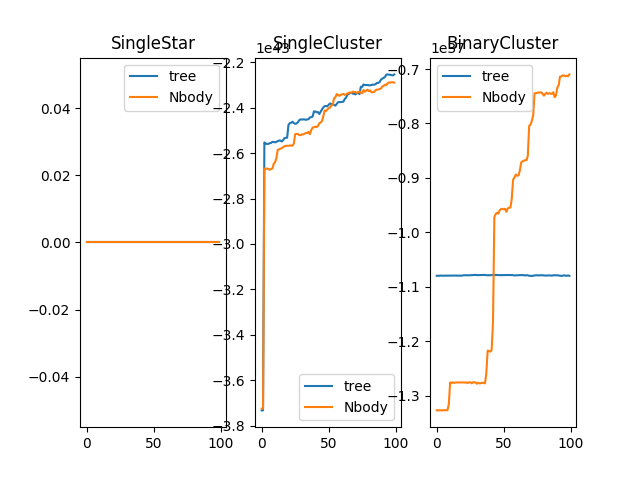 SingleStar
tree
Nbody
0.04
0.02
0.00
−0.02
−0.04
0 50 100
SingleCluster
1e43
−2.2
−2.4
−2.6
−2.8
−3.0
−3.2
−3.4
−3.6
−3.8
tree
Nbody
0 50 100
BinaryCluster
tree
Nbody
−0.7
−0.8
−0.9
−1.0
−1.1
−1.2
−1.3
0 50 100